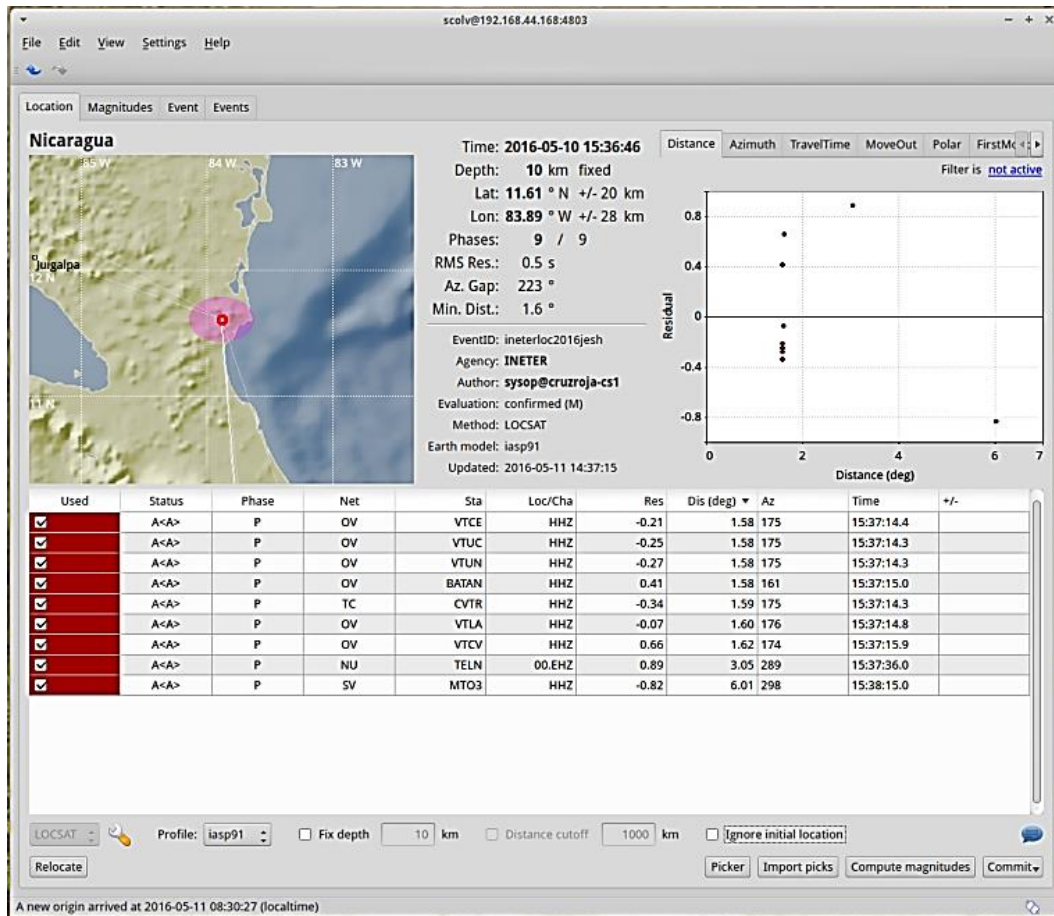 scolv@192.168.44.168:4803
File Edit View Settings Help
Location Magnitudes Event Events
Nicaragua
85 W 84 W 83 W
Juigalpa
12 N
11 N
Time: 2016-05-10 15:36:46
Depth: 10 km fixed
Lat: 11.61 ° N +/- 20 km
Lon: 83.89 ° W +/- 28 km
Phases: 9 / 9
RMS Res.: 0.5 s
Az. Gap: 223 °
Min. Dist.: 1.6 °
EventID: ineterloc2016jesh
Agency: INETER
Author: sysop@cruzroja-cs1
Evaluation: confirmed (M)
Method: LOCSAT
Earth model: iasp91
Updated: 2016-05-11 14:37:15
Distance Azimuth TravelTime MoveOut Polar FirstMo
Filter is not active
0.8
0.4
0
-0.4
-0.8
Residual
0 2 4 6 7
Distance (deg)
Used Status Phase Net Sta Loc/Cha Res Dis (deg) Az Time +/-
A<A> P OV VTCE HHZ -0.21 1.58 175 15:37:14.4
A<A> P OV VTUC HHZ -0.25 1.58 175 15:37:14.3
A<A> P OV VTUN HHZ -0.27 1.58 175 15:37:14.3
A<A> P OV BATAN HHZ 0.41 1.58 161 15:37:15.0
A<A> P TC CVTR HHZ -0.34 1.59 175 15:37:14.3
A<A> P OV VTLA HHZ -0.07 1.60 176 15:37:14.8
A<A> P OV VTCV HHZ 0.66 1.62 174 15:37:15.9
A<A> P NU TELN 00.EHZ 0.89 3.05 289 15:37:36.0
A<A> P SV MTO3 HHZ -0.82 6.01 298 15:38:15.0
LOCSAT Profile: iasp91 Fix depth 10 km Distance cutoff 1000 km Ignore initial location
Relocate Picker Import picks Compute magnitudes Commit
A new origin arrived at 2016-05-11 08:30:27 (localtime)